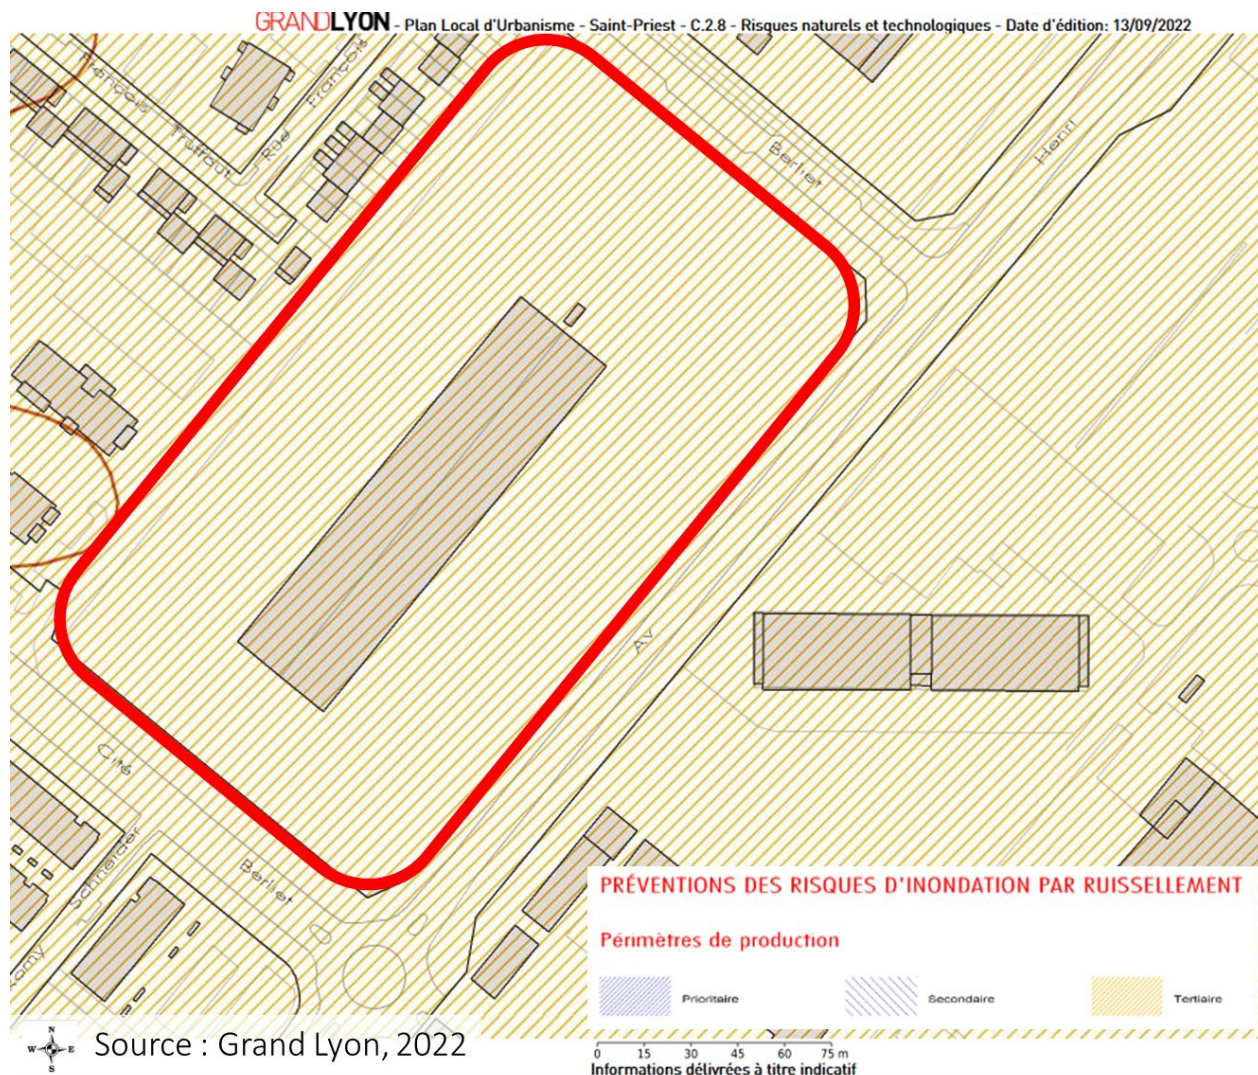 GRANDLYON - Plan Local d'Urbanisme - Saint-Priest - C.2.8 - Risques naturels et technologiques - Date d'édition: 13/09/2022
François
Truffaut
Rue
François
Berliet
Henri
Av
Cité
Berliet
Schneider
PRÉVENTIONS DES RISQUES D'INONDATION PAR RUISSELLEMENT
Périmètres de production
Prioritaire
Secondaire
Tertiaire
N
W E
S
Source : Grand Lyon, 2022
0 15 30 45 60 75 m
Informations délivrées à titre indicatif